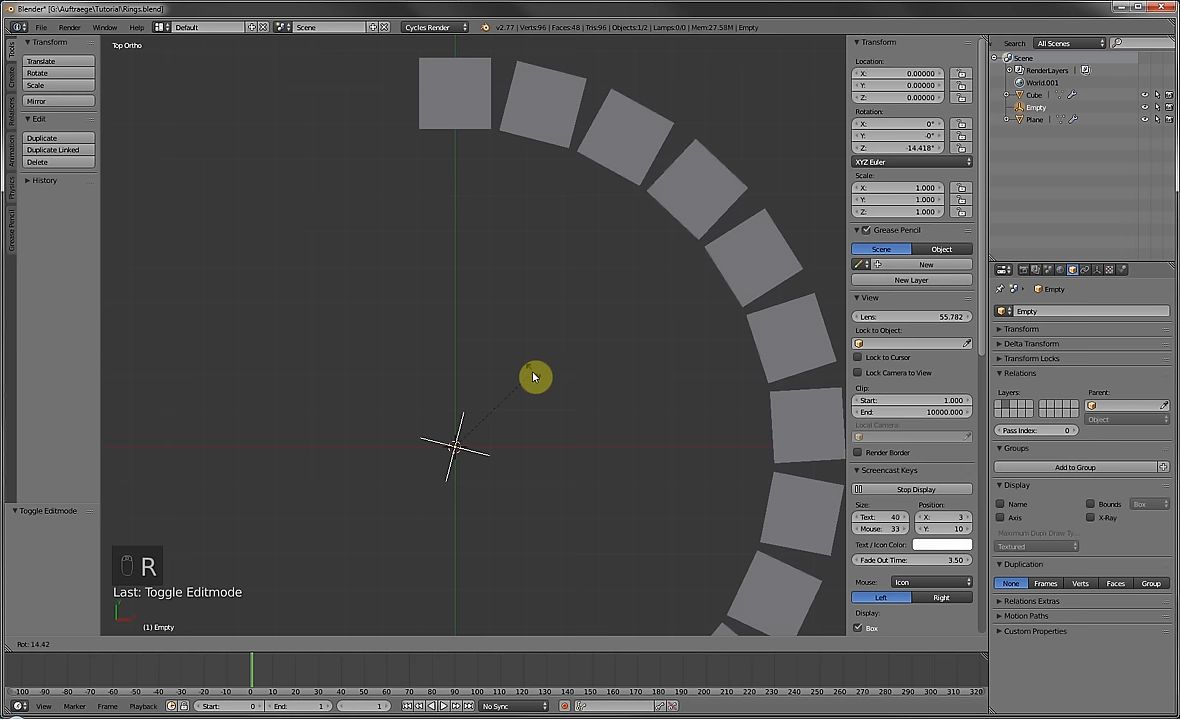 Blender* [G:\Auftraege\Tutorial\Rings.blend]
File Render Window Help Default Scene Cycles Render v2.77 | Verts:96 | Faces:48 | Tris:96 | Objects:1/2 | Lamps:0/0 | Mem:27.58M | Empty
Tools
Create
Relations
Animation
Physics
Grease Pencil
Transform
Translate
Rotate
Scale
Mirror
Edit
Duplicate
Duplicate Linked
Delete
History
Toggle Editmode
Top Ortho
R
Last: Toggle Editmode
(1) Empty
Rot: 14.42
Transform
Location:
X: 0.00000
Y: 0.00000
Z: 0.00000
Rotation:
X: 0°
Y: -0°
Z: -14.418°
XYZ Euler
Scale:
X: 1.000
Y: 1.000
Z: 1.000
Grease Pencil
Scene Object
New
New Layer
View
Lens: 55.782
Lock to Object:
Lock to Cursor
Lock Camera to View
Clip:
Start: 1.000
End: 10000.000
Local Camera:
Render Border
Screencast Keys
Stop Display
Size: Position:
Text: 40 X: 3
Mouse: 33 Y: 10
Text / Icon Color:
Fade Out Time: 3.50
Mouse: Icon
Left Right
Display:
Box
Search All Scenes
Scene
RenderLayers
World.001
Cube
Empty
Plane
Empty
Empty
Transform
Delta Transform
Transform Locks
Relations
Layers: Parent:
Object
Pass Index: 0
Groups
Add to Group
Display
Name Bounds Box
Axis X-Ray
Maximum Dupli Draw Ty...
Textured
Duplication
None Frames Verts Faces Group
Relations Extras
Motion Paths
Custom Properties
-100 -90 -80 -70 -60 -50 -40 -30 -20 -10 0 10 20 30 40 50 60 70 80 90 100 110 120 130 140 150 160 170 180 190 200 210 220 230 240 250 260 270 280 290 300 310 320
View Marker Frame Playback Start: 0 End: 1 1 No Sync